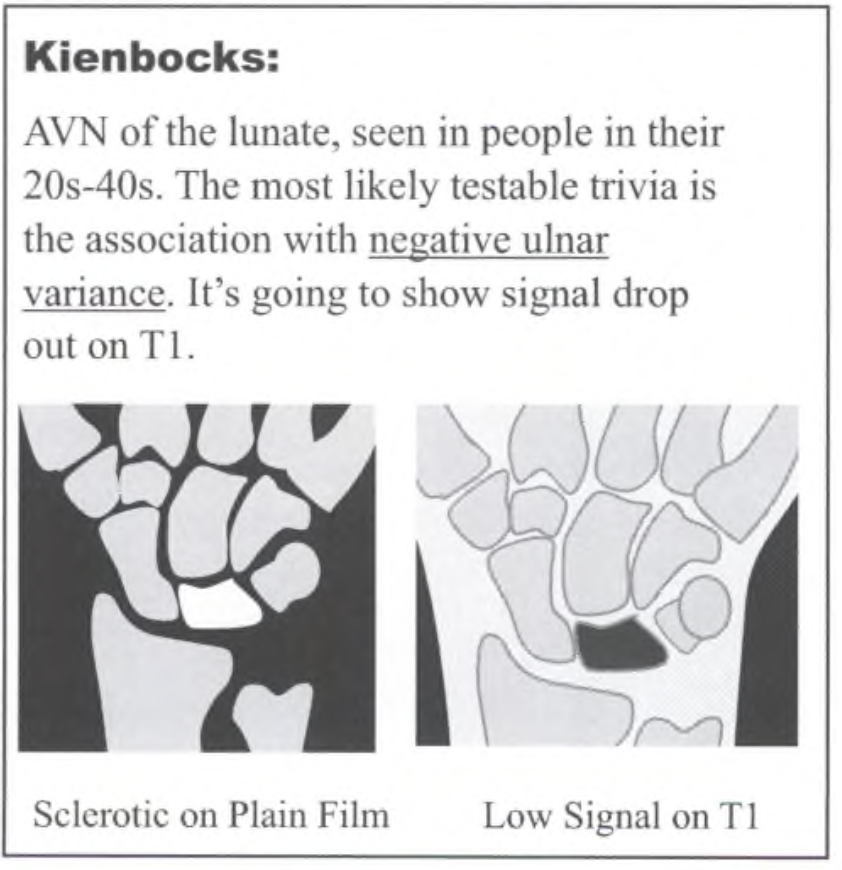 Kienbocks:
AVN of the lunate, seen in people in their
20s-40s. The most likely testable trivia is
the association with negative ulnar
variance. It's going to show signal drop
out on T1.
Sclerotic on Plain Film
Low Signal on T1